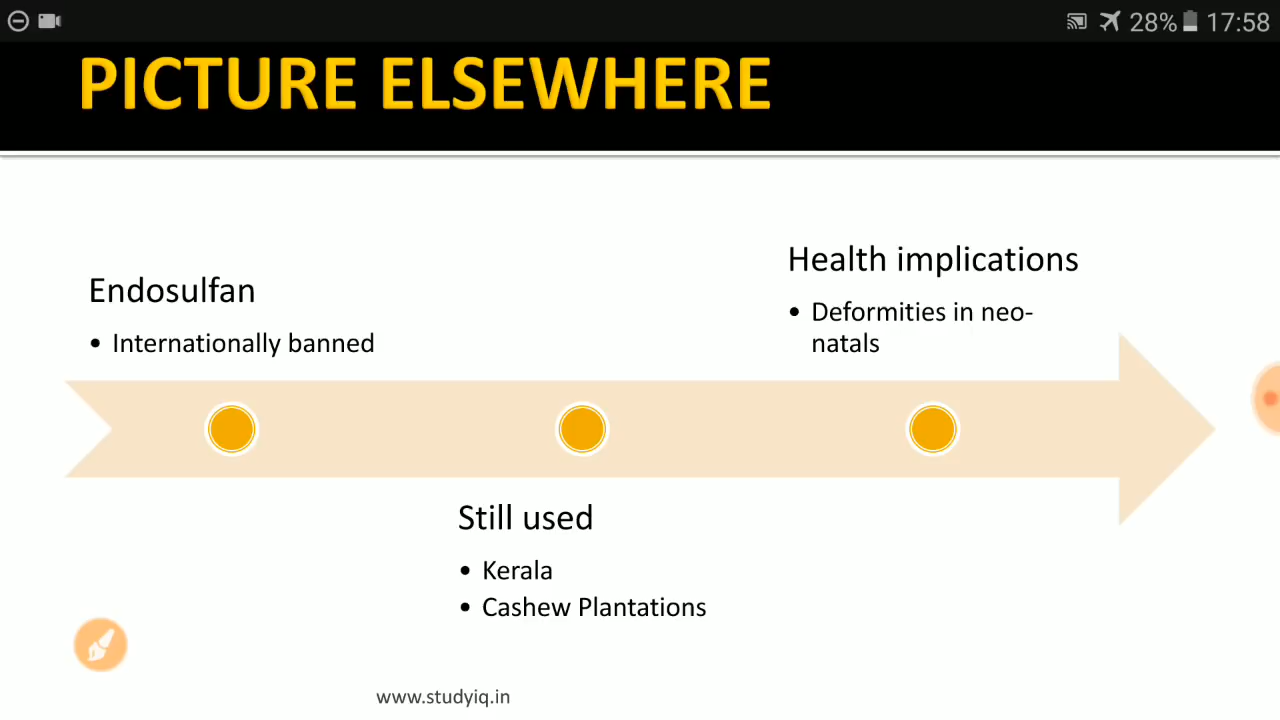 28% 17:58
PICTURE ELSEWHERE
Endosulfan
• Internationally banned
Still used
• Kerala
• Cashew Plantations
Health implications
• Deformities in neo-
natals
www.studyiq.in